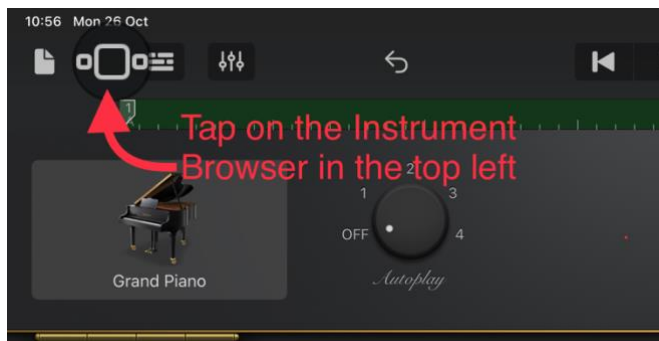 10:56 Mon 26 Oct
1
Tap on the Instrument
Browser in the top left
2
1 3
OFF 4
Grand Piano
Autoplay